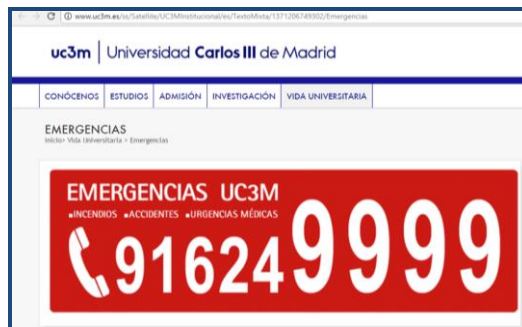 www.uc3m.es/ss/Satellite/UC3MInstitucional/es/TextoMixta/1371206749302/Emergencias
uc3m | Universidad Carlos III de Madrid
CONÓCENOS ESTUDIOS ADMISIÓN INVESTIGACIÓN VIDA UNIVERSITARIA
EMERGENCIAS
Inicio> Vida Universitaria > Emergencias
EMERGENCIAS UC3M
▪INCENDIOS ▪ACCIDENTES ▪URGENCIAS MÉDICAS
916249999